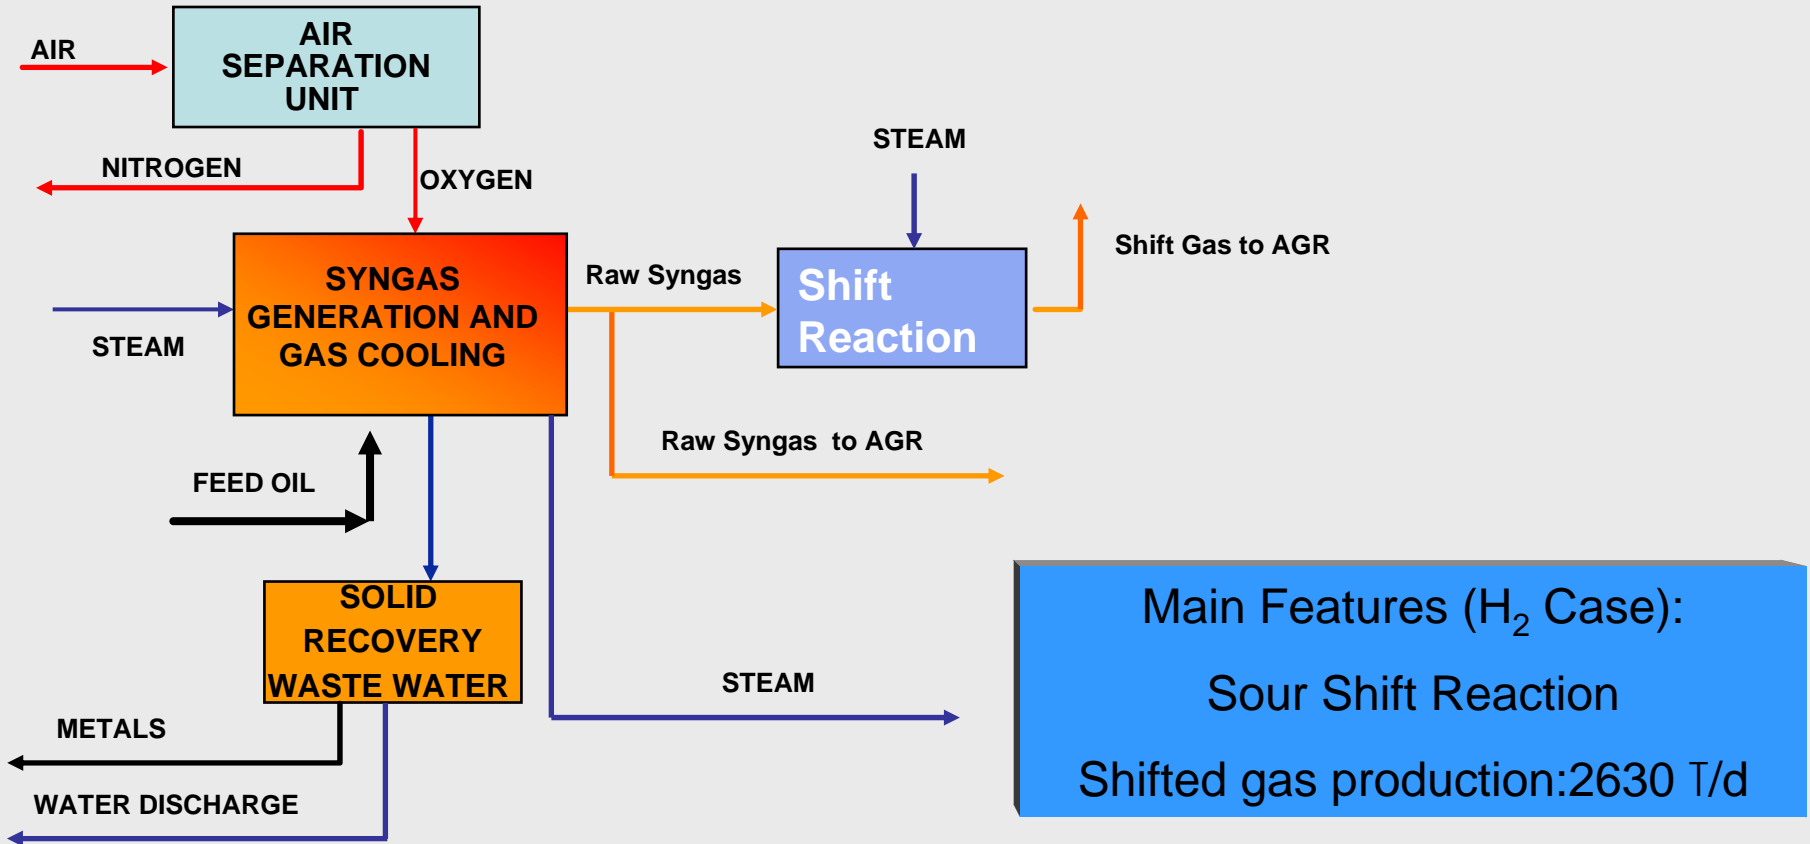 AIR
AIR
SEPARATION
UNIT
NITROGEN
OXYGEN
STEAM
SYNGAS
GENERATION AND
GAS COOLING
STEAM
Raw Syngas
Shift
Reaction
Shift Gas to AGR
Raw Syngas to AGR
FEED OIL
SOLID
RECOVERY
WASTE WATER
STEAM
METALS
WATER DISCHARGE
Main Features (H₂ Case):
Sour Shift Reaction
Shifted gas production:2630 T/d